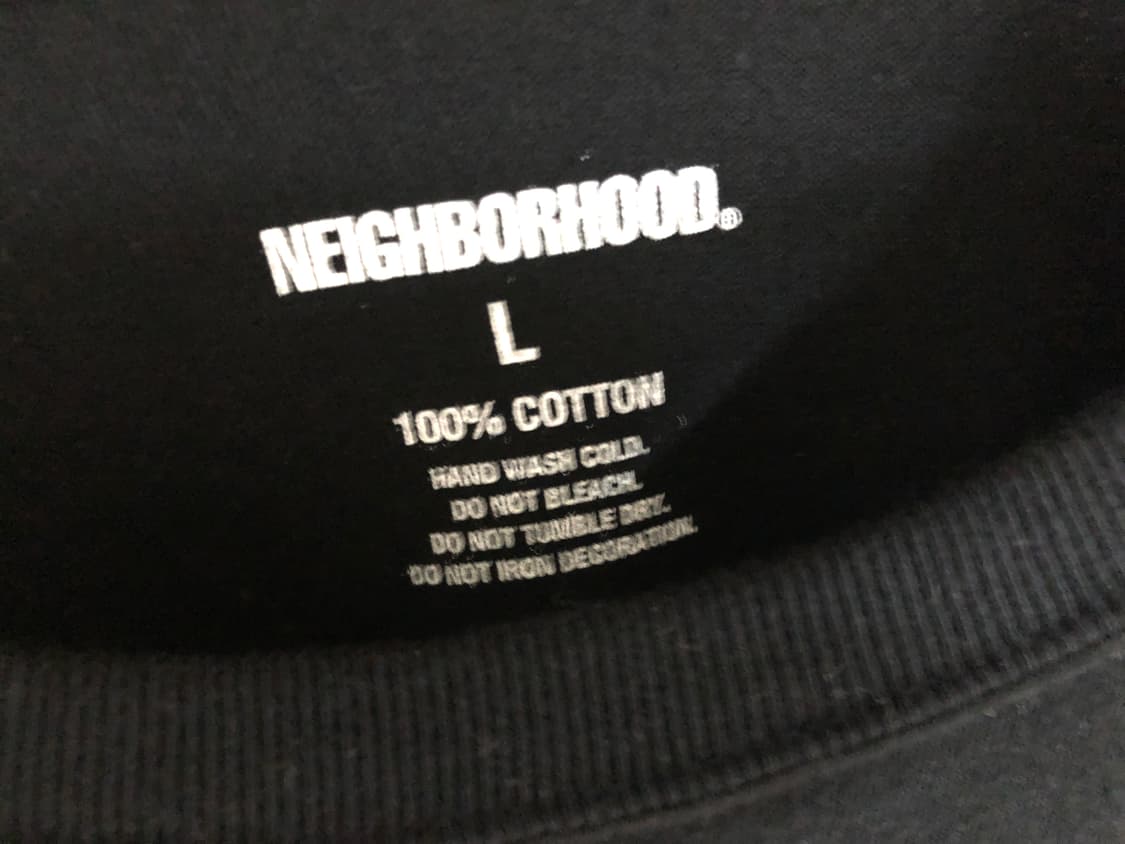 NEIGHBORHOOD®
L
100% COTTON
HAND WASH COLD.
DO NOT BLEACH.
DO NOT TUMBLE DRY.
DO NOT IRON DECORATION.